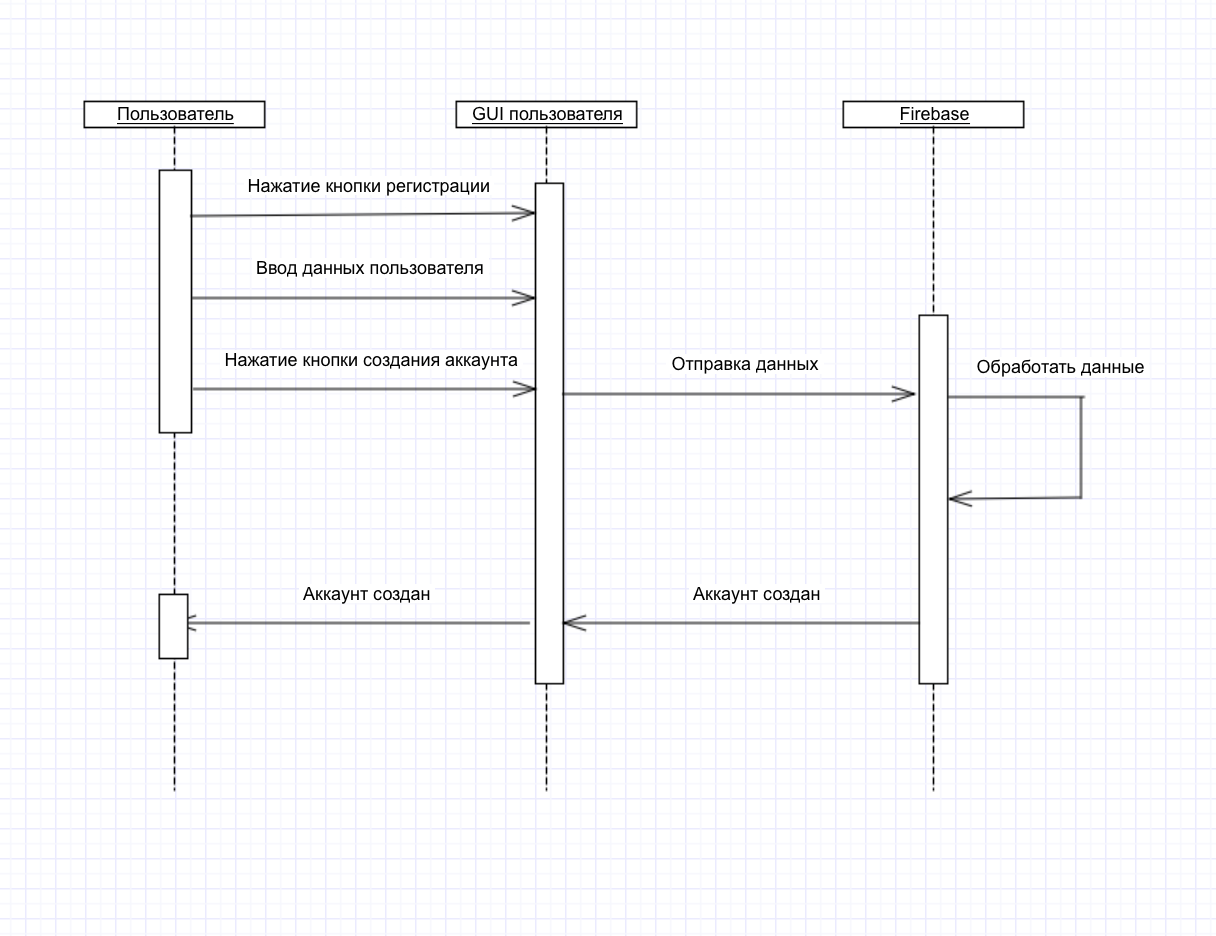 Пользователь
GUI пользователя
Firebase
Нажатие кнопки регистрации
Ввод данных пользователя
Нажатие кнопки создания аккаунта
Отправка данных
Обработать данные
Аккаунт создан
Аккаунт создан